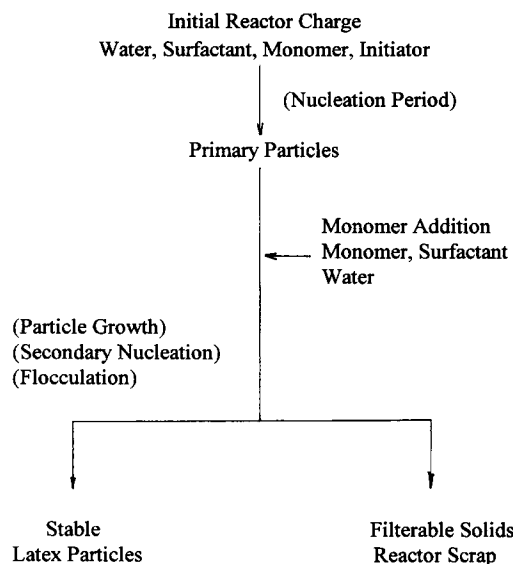 Initial Reactor Charge
Water, Surfactant, Monomer, Initiator
(Nucleation Period)
Primary Particles
Monomer Addition
Monomer, Surfactant
Water
(Particle Growth)
(Secondary Nucleation)
(Flocculation)
Stable
Latex Particles
Filterable Solids
Reactor Scrap